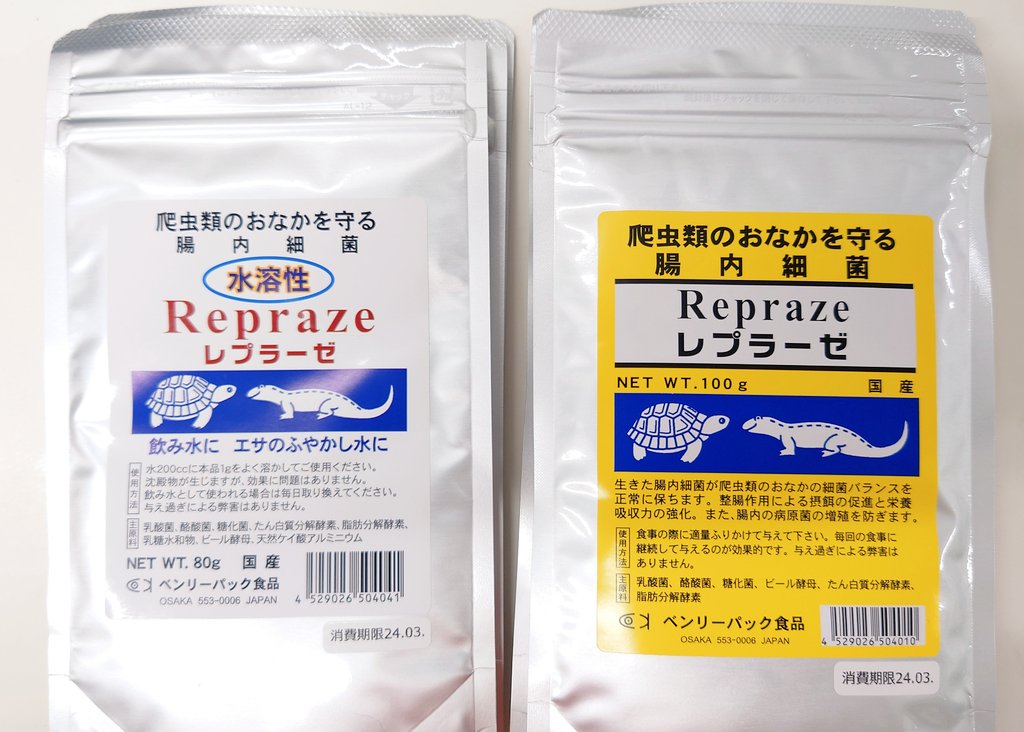 爬虫類のおなかを守る
腸内細菌
水溶性
Repraze
レプラーゼ
飲み水に エサのふやかし水に
使用方法
水200ccに本品1gをよく溶かしてご使用ください。
沈殿物が生じますが、効果に問題はありません。
飲み水として使われる場合は毎日取り換えてください。
与え過ぎによる弊害はありません。
主原料
乳酸菌、酪酸菌、糖化菌、たん白質分解酵素、脂肪分解酵素、
乳糖水和物、ビール酵母、天然ケイ酸アルミニウム
NET WT. 80g 国産
ベンリーパック食品
OSAKA 553-0006 JAPAN
4 529026 504041
消費期限24.03.
爬虫類のおなかを守る
腸内細菌
Repraze
レプラーゼ
NET WT.100g 国産
生きた腸内細菌が爬虫類のおなかの細菌バランスを
正常に保ちます。整腸作用による摂餌の促進と栄養
吸収力の強化。また、腸内の病原菌の増殖を防ぎます。
使用方法
食事の際に適量ふりかけて与えて下さい。毎回の食事に
継続して与えるのが効果的です。与え過ぎによる弊害は
ありません。
主原料
乳酸菌、酪酸菌、糖化菌、ビール酵母、たん白質分解酵素、
脂肪分解酵素
ベンリーパック食品
OSAKA 553-0006 JAPAN
4 529026 504010
消費期限24.03.